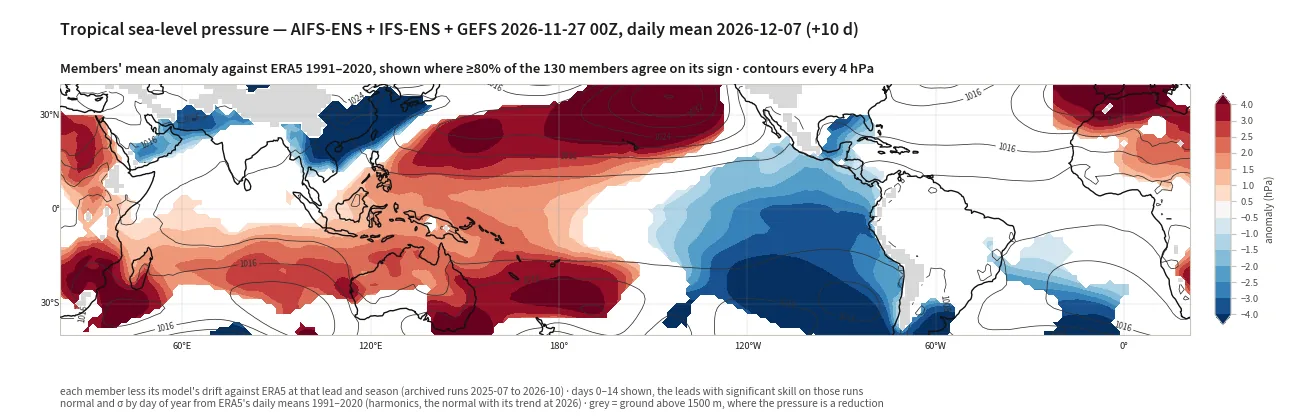 Tropical sea-level pressure — AIFS-ENS + IFS-ENS + GEFS 2026-11-27 00Z, daily mean 2026-12-07 (+10 d)
Members' mean anomaly against ERA5 1991–2020, shown where ≥80% of the 130 members agree on its sign · contours every 4 hPa
30°N
0°
30°S
60°E
120°E
180°
120°W
60°W
0°
1024
1016
1016
1016
1016
1016
1016
4.0
3.0
2.5
2.0
1.5
1.0
0.5
−0.5
−1.0
−1.5
−2.0
−2.5
−3.0
−4.0
anomaly (hPa)
each member less its model's drift against ERA5 at that lead and season (archived runs 2025-07 to 2026-10) · days 0–14 shown, the leads with significant skill on those runs
normal and σ by day of year from ERA5's daily means 1991–2020 (harmonics, the normal with its trend at 2026) · grey = ground above 1500 m, where the pressure is a reduction